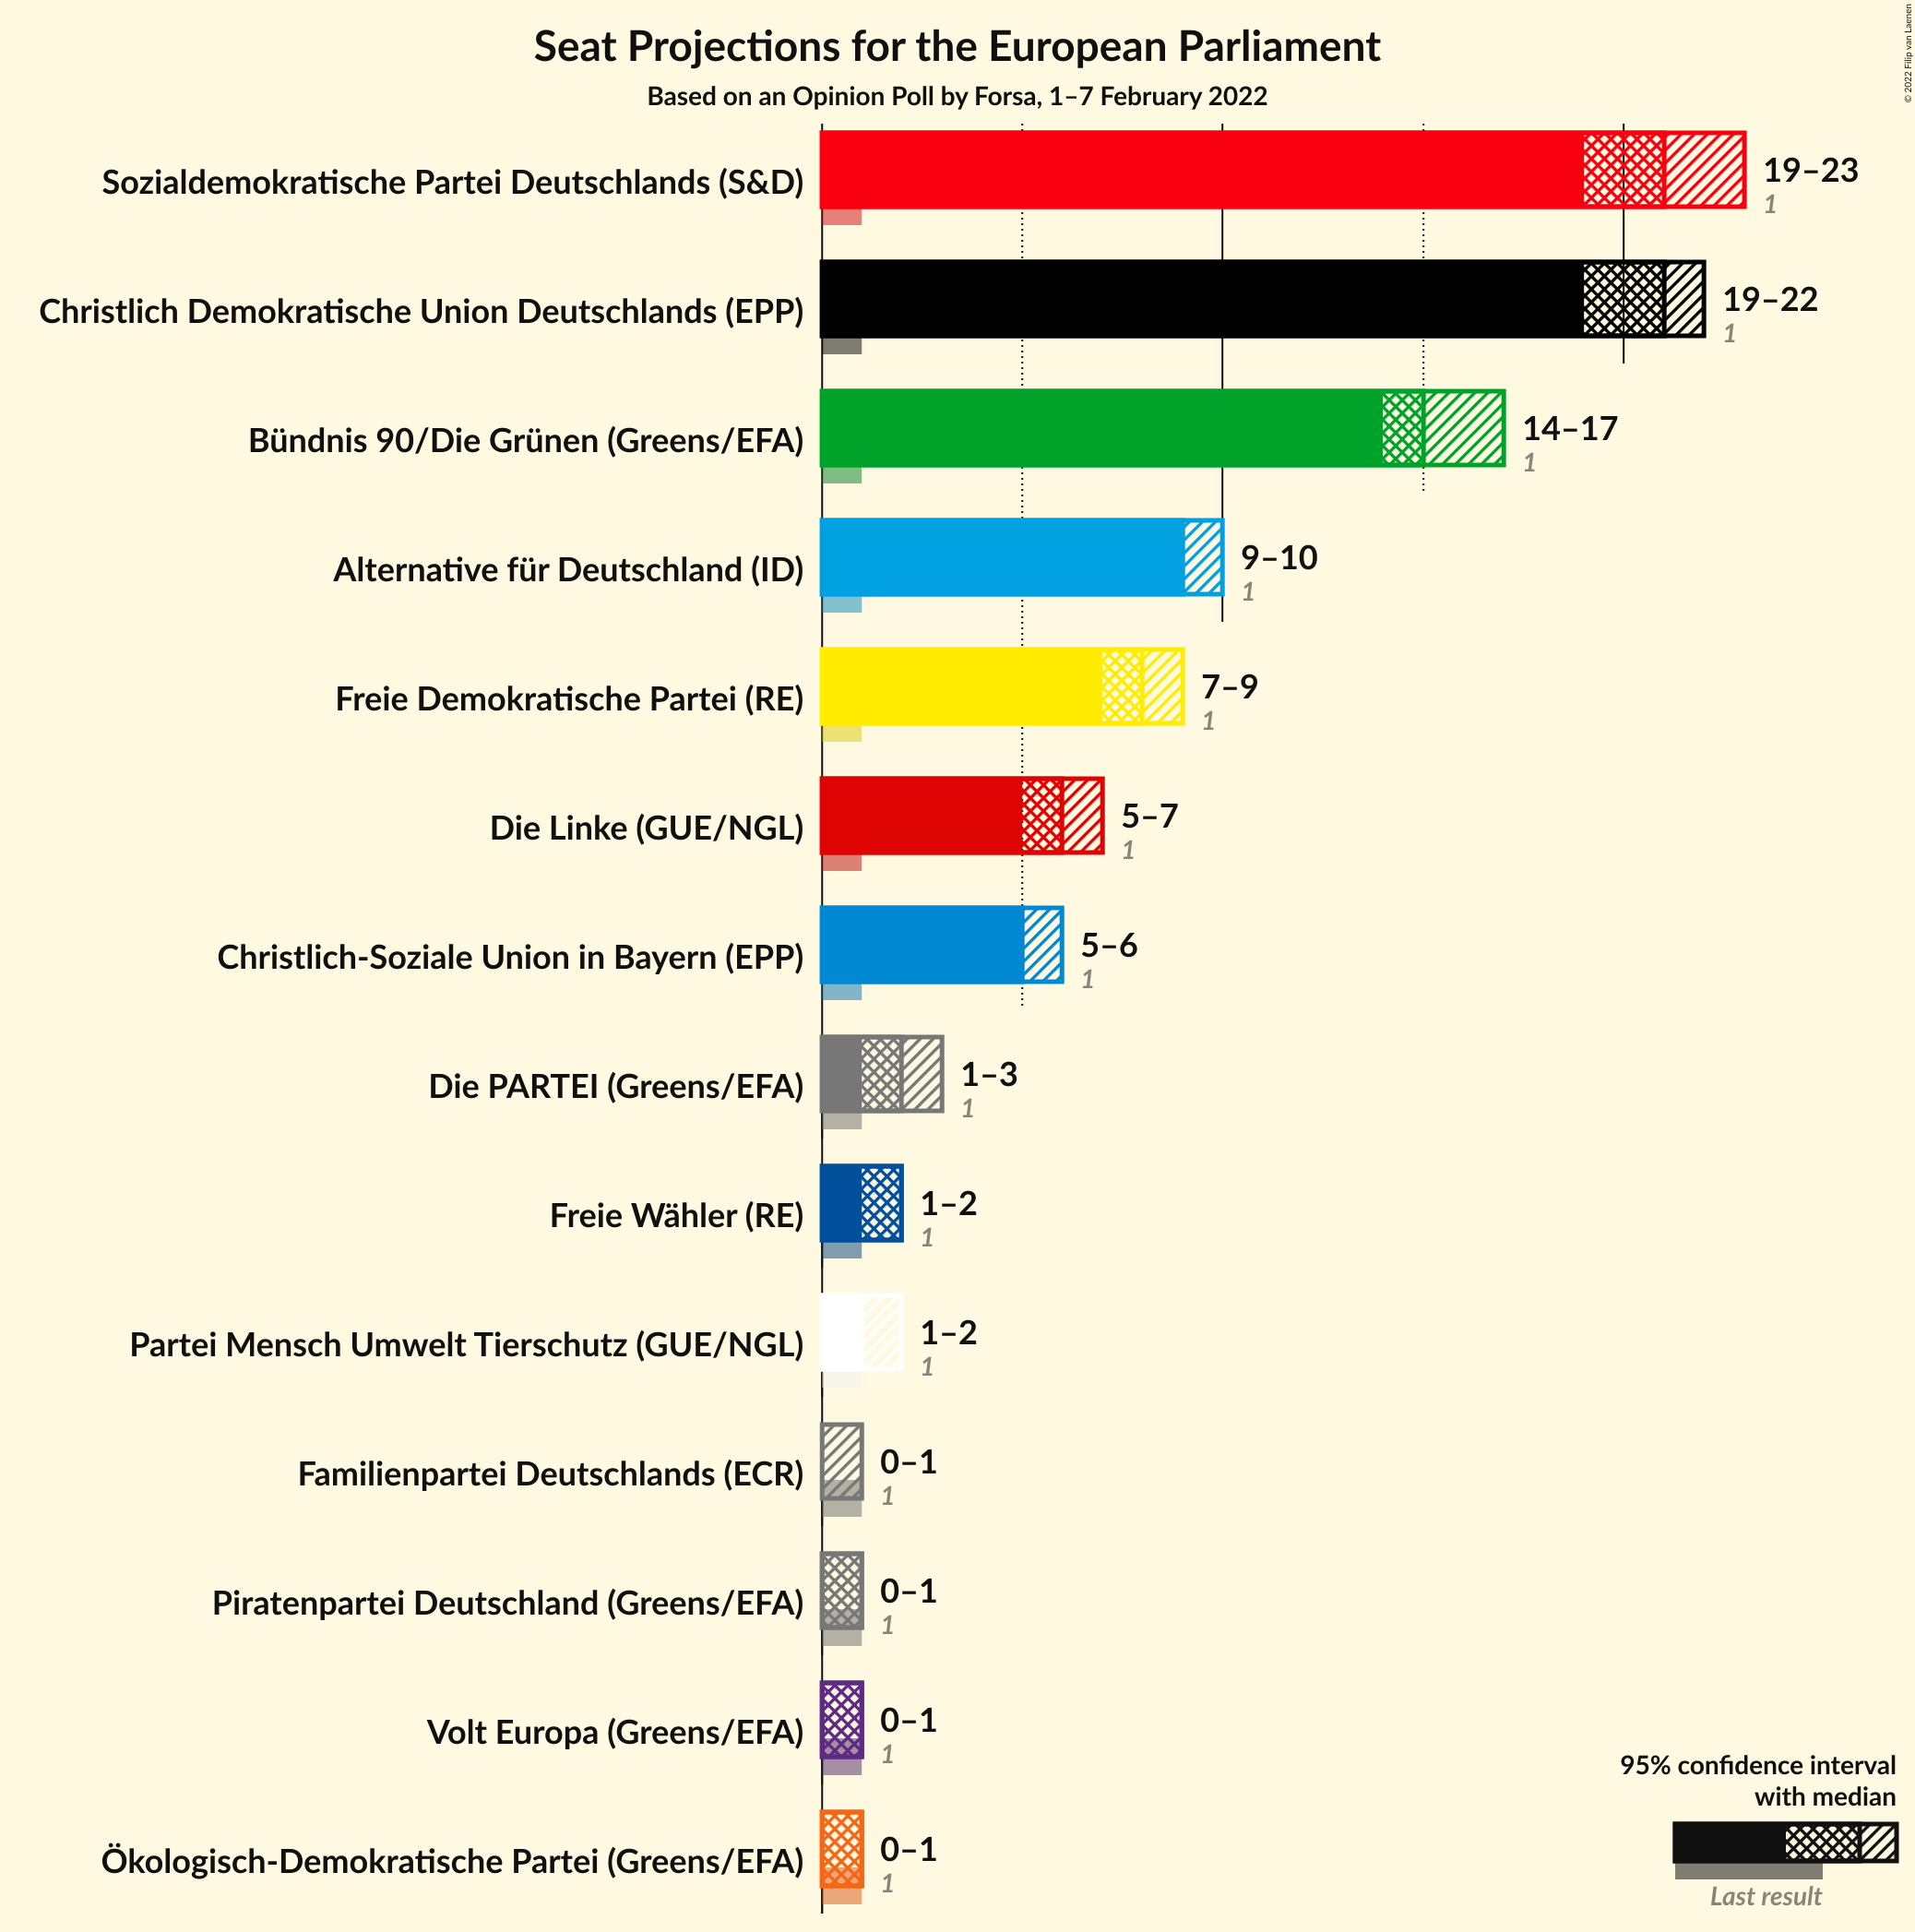 Seat Projections for the European Parliament
Based on an Opinion Poll by Forsa, 1–7 February 2022
© 2022 Filip van Laenen
Sozialdemokratische Partei Deutschlands (S&D)
19–23
1
Christlich Demokratische Union Deutschlands (EPP)
19–22
1
Bündnis 90/Die Grünen (Greens/EFA)
14–17
1
Alternative für Deutschland (ID)
9–10
1
Freie Demokratische Partei (RE)
7–9
1
Die Linke (GUE/NGL)
5–7
1
Christlich-Soziale Union in Bayern (EPP)
5–6
1
Die PARTEI (Greens/EFA)
1–3
1
Freie Wähler (RE)
1–2
1
Partei Mensch Umwelt Tierschutz (GUE/NGL)
1–2
1
Familienpartei Deutschlands (ECR)
0–1
1
Piratenpartei Deutschland (Greens/EFA)
0–1
1
Volt Europa (Greens/EFA)
0–1
1
Ökologisch-Demokratische Partei (Greens/EFA)
0–1
1
95% confidence interval
with median
Last result